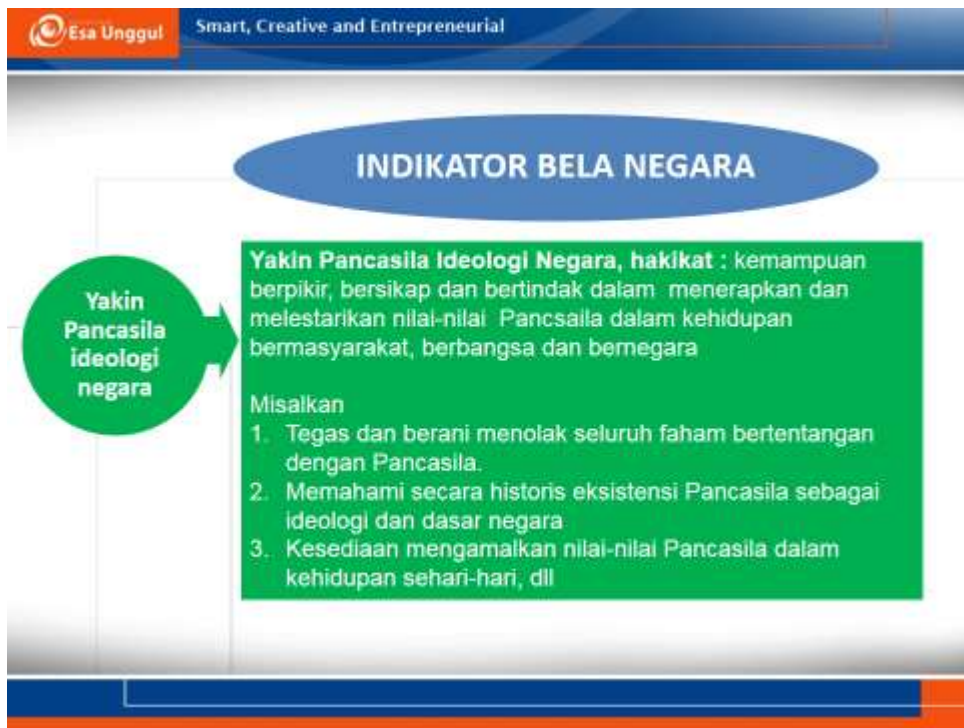 Esa Unggul
Smart, Creative and Entrepreneurial
INDIKATOR BELA NEGARA
Yakin
Pancasila
ideologi
negara
Yakin Pancasila Ideologi Negara, hakikat : kemampuan
berpikir, bersikap dan bertindak dalam menerapkan dan
melestarikan nilai-nilai Pancsaila dalam kehidupan
bermasyarakat, berbangsa dan bernegara
Misalkan
1. Tegas dan berani menolak seluruh faham bertentangan
dengan Pancasila.
2. Memahami secara historis eksistensi Pancasila sebagai
ideologi dan dasar negara
3. Kesediaan mengamalkan nilai-nilai Pancasila dalam
kehidupan sehari-hari, dll